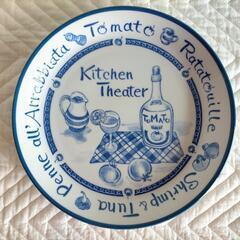 Tomato
Ratatouille
Shrimp & Tuna
Penne all'Arrabbiata
Kitchen
Theater
TOMATO